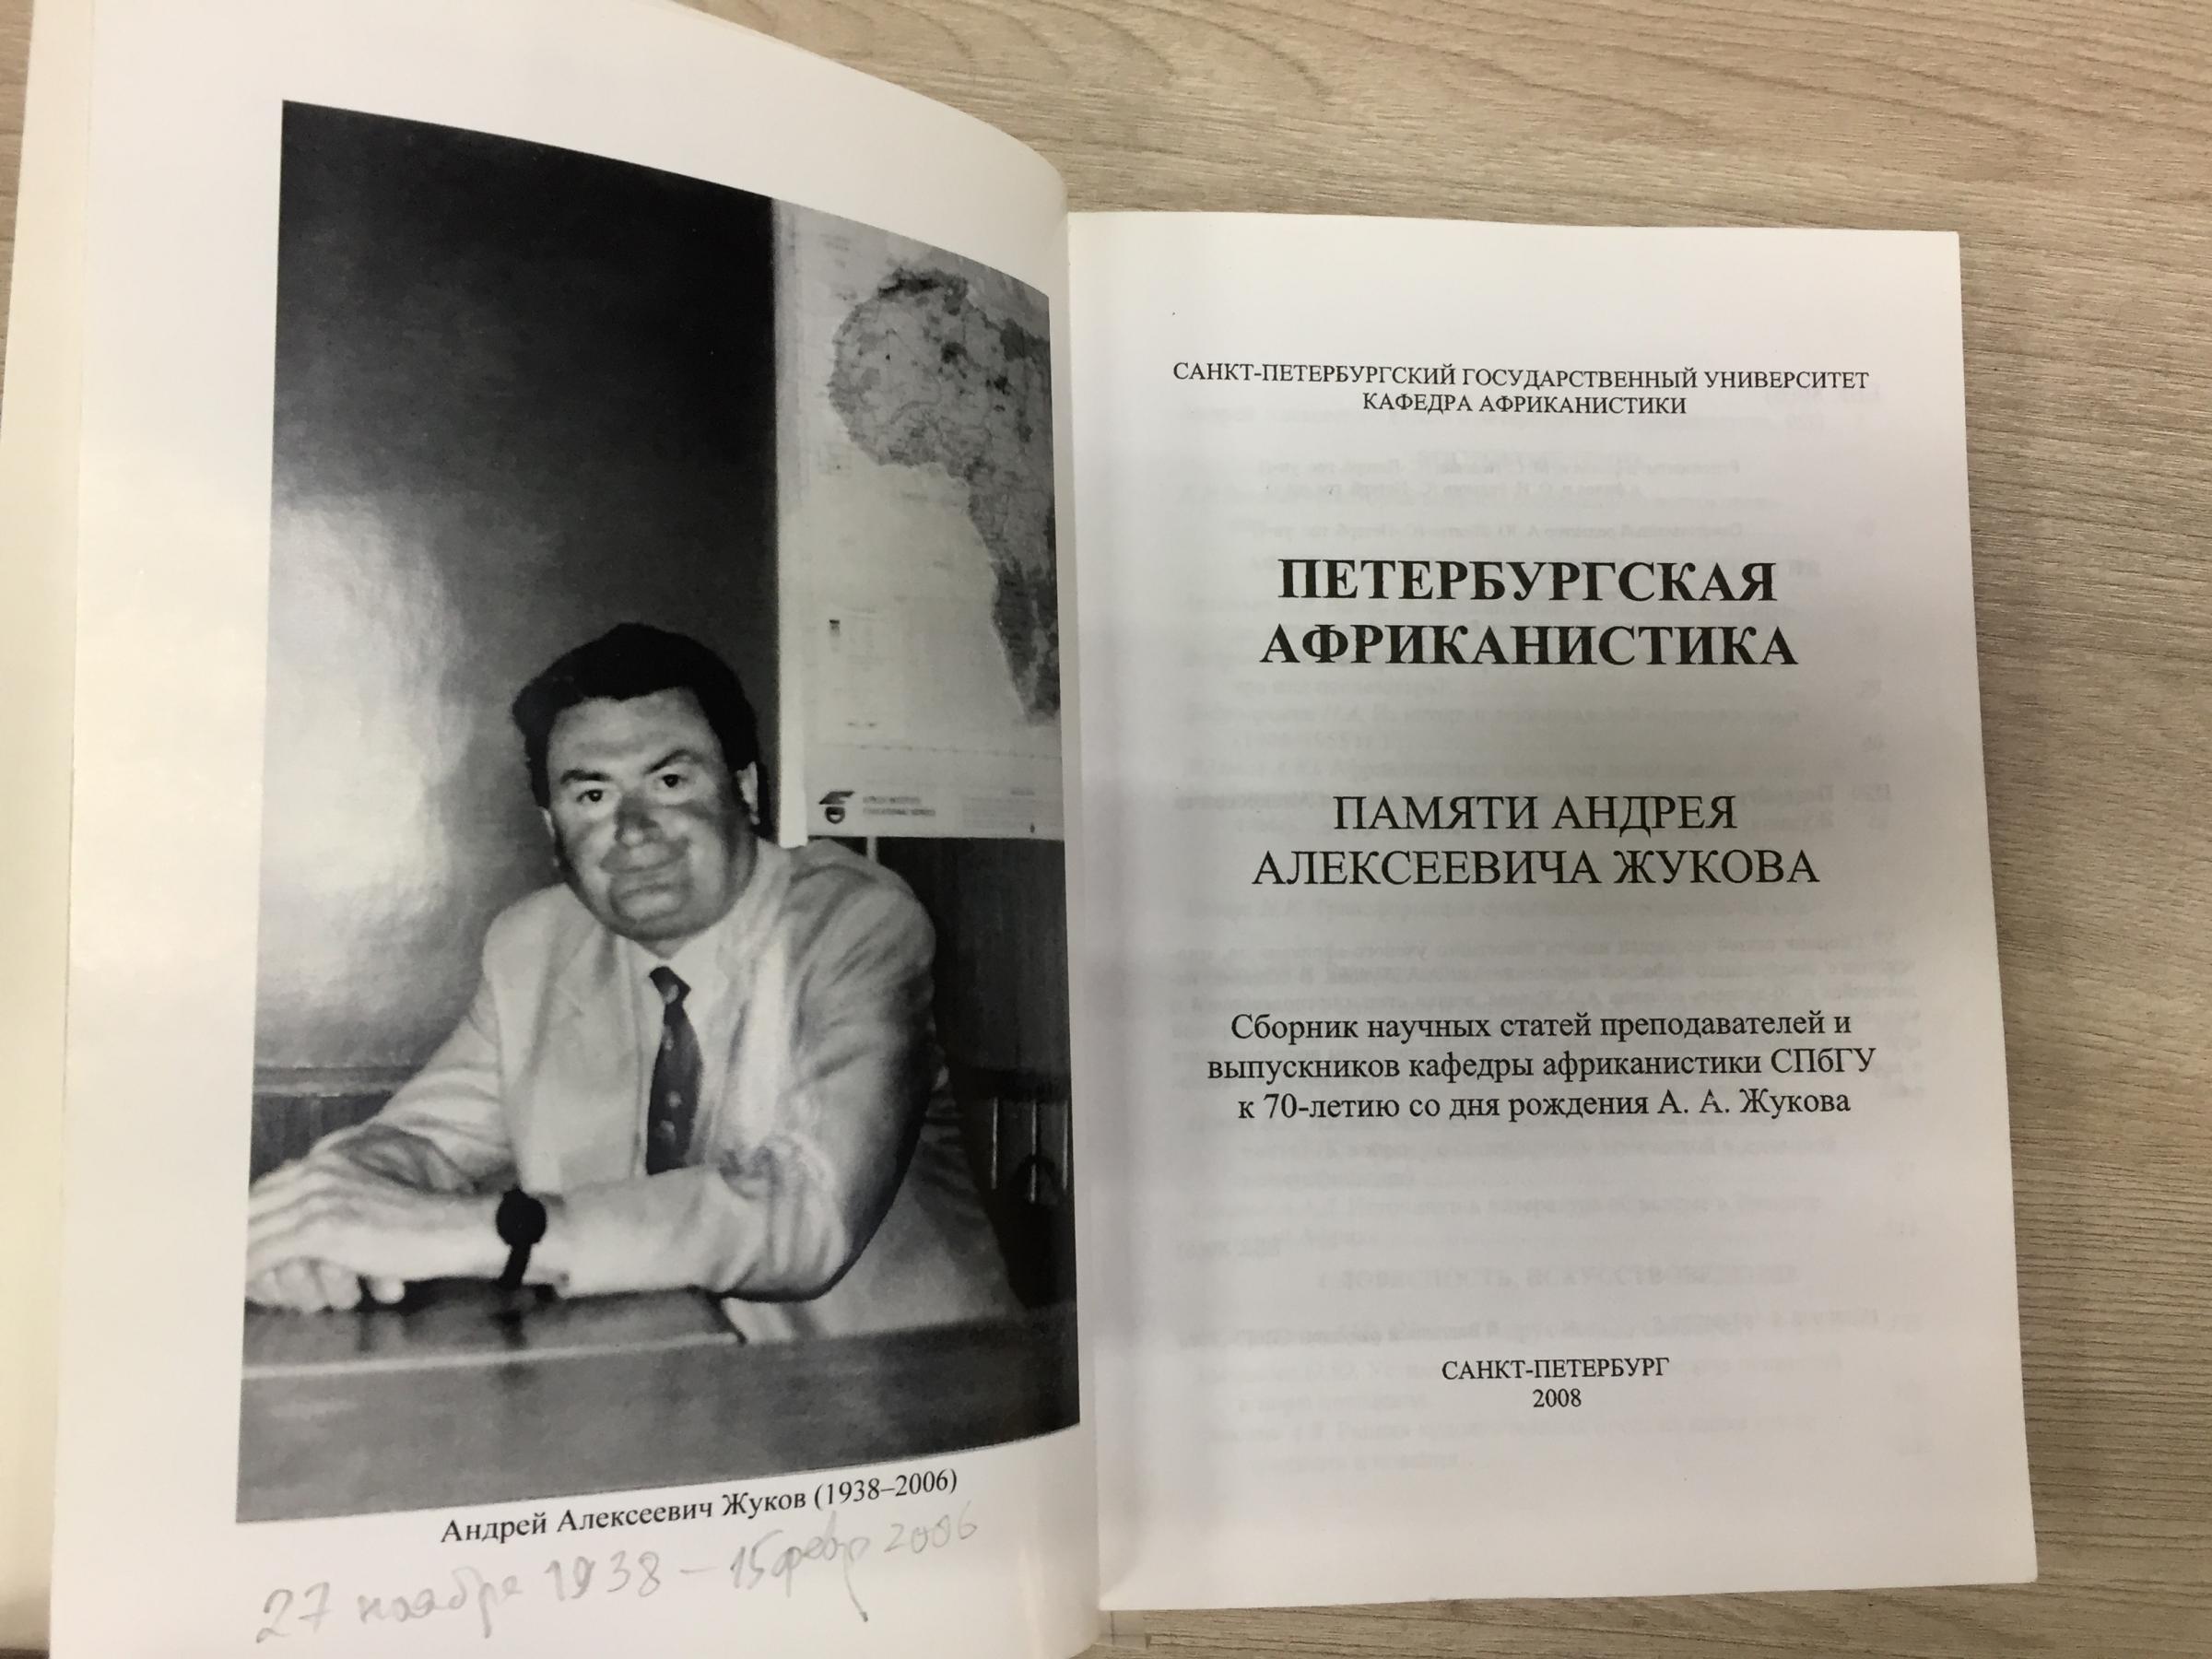 Андрей Алексеевич Жуков (1938–2006)
27 ноября 1938 – 15 февр 2006
САНКТ-ПЕТЕРБУРГСКИЙ ГОСУДАРСТВЕННЫЙ УНИВЕРСИТЕТ
КАФЕДРА АФРИКАНИСТИКИ
ПЕТЕРБУРГСКАЯ
АФРИКАНИСТИКА
ПАМЯТИ АНДРЕЯ
АЛЕКСЕЕВИЧА ЖУКОВА
Сборник научных статей преподавателей и
выпускников кафедры африканистики СПбГУ
к 70-летию со дня рождения А. А. Жукова
САНКТ-ПЕТЕРБУРГ
2008